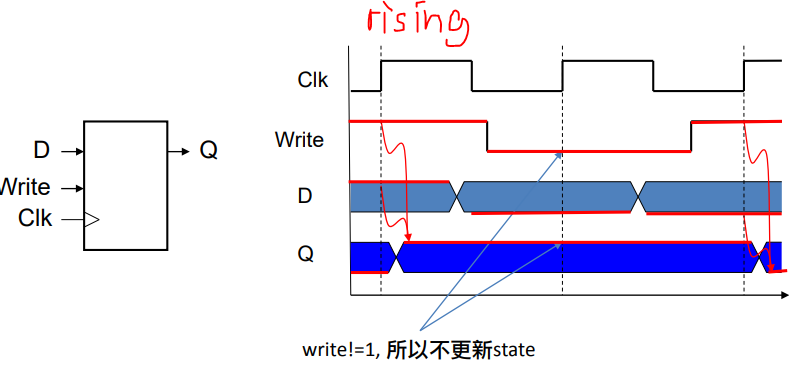 rising
Clk
Write
D
Q
D
Q
Write
Clk
write!=1, 所以不更新state